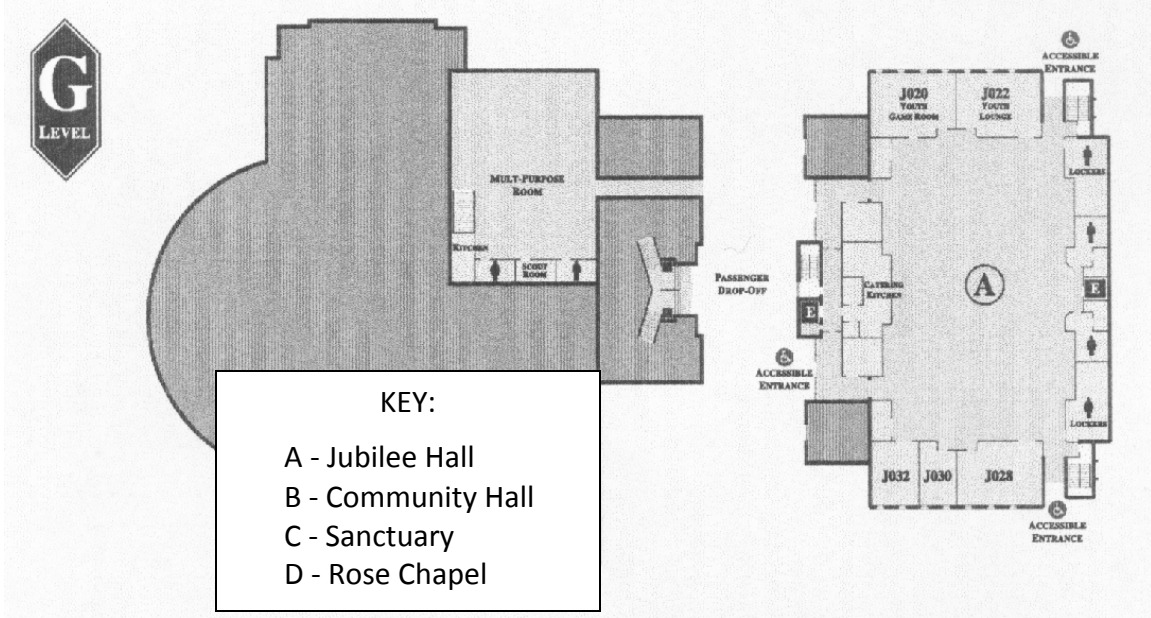 G
LEVEL
ACCESSIBLE
ENTRANCE
J020
YOUTH
GAME ROOM
J022
YOUTH
LOUNGE
LOCKERS
MULT-PURPOSE
ROOM
KITCHEN
SCOUT
ROOM
PASSENGER
DROP-OFF
CATERING
KITCHEN
A
E
E
ACCESSIBLE
ENTRANCE
LOCKERS
J032
J030
J028
ACCESSIBLE
ENTRANCE
KEY:
A - Jubilee Hall
B - Community Hall
C - Sanctuary
D - Rose Chapel